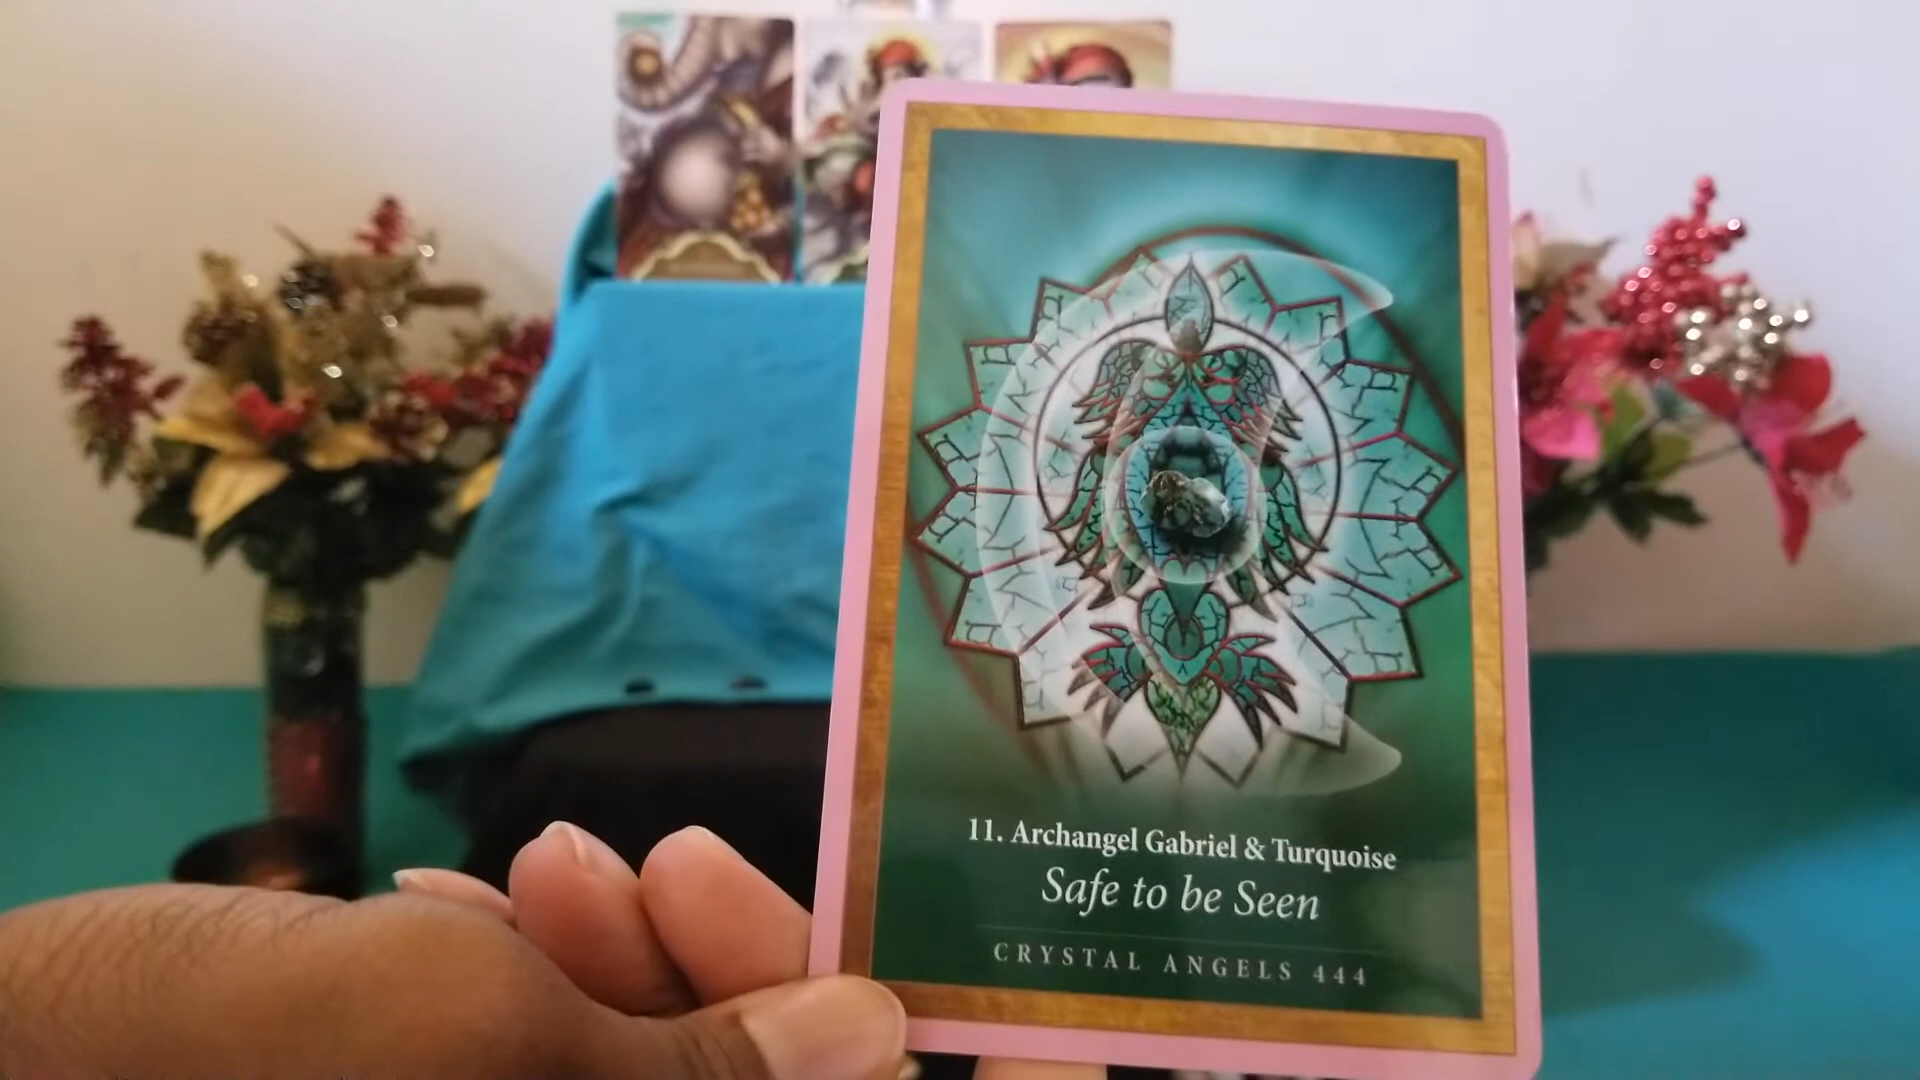 11. Archangel Gabriel & Turquoise
Safe to be Seen
CRYSTAL ANGELS 444